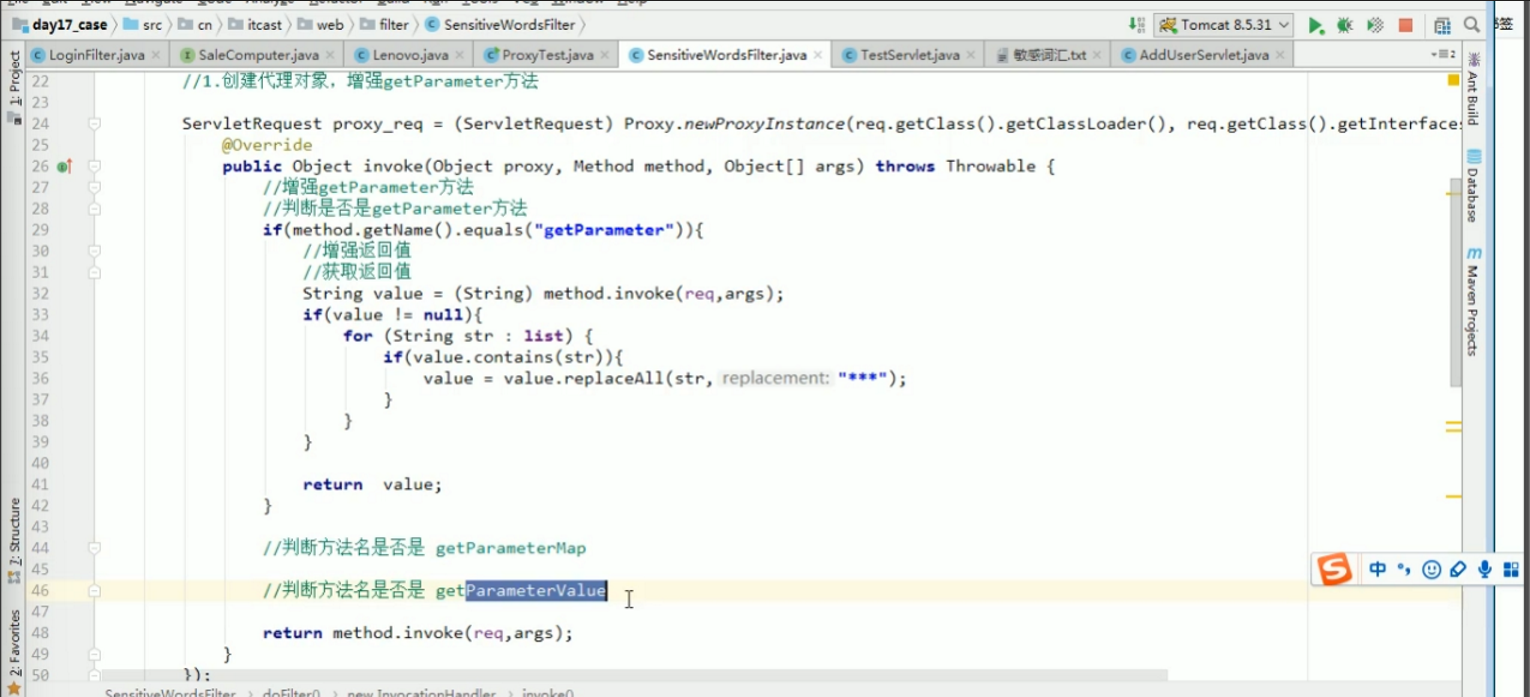 day17_case src cn itcast web filter SensitiveWordsFilter Tomcat 8.5.31 签
LoginFilter.java SaleComputer.java Lenovo.java ProxyTest.java SensitiveWordsFilter.java TestServlet.java 敏感词汇.txt AddUserServlet.java 2
1: Project
7: Structure
2: Favorites
22 //1.创建代理对象，增强getParameter方法
23
24 ServletRequest proxy_req = (ServletRequest) Proxy.newProxyInstance(req.getClass().getClassLoader(), req.getClass().getInterfaces
25 @Override
26 public Object invoke(Object proxy, Method method, Object[] args) throws Throwable {
27 //增强getParameter方法
28 //判断是否是getParameter方法
29 if(method.getName().equals("getParameter")){
30 //增强返回值
31 //获取返回值
32 String value = (String) method.invoke(req,args);
33 if(value != null){
34 for (String str : list) {
35 if(value.contains(str)){
36 value = value.replaceAll(str, replacement: "***");
37 }
38 }
39 }
40
41 return value;
42 }
43
44 //判断方法名是否是 getParameterMap
45
46 //判断方法名是否是 getParameterValue
47
48 return method.invoke(req,args);
49 }
50 });
SensitiveWordsFilter doFilter() new InvocationHandler invoke()
Ant Build
Database
Maven Projects
中